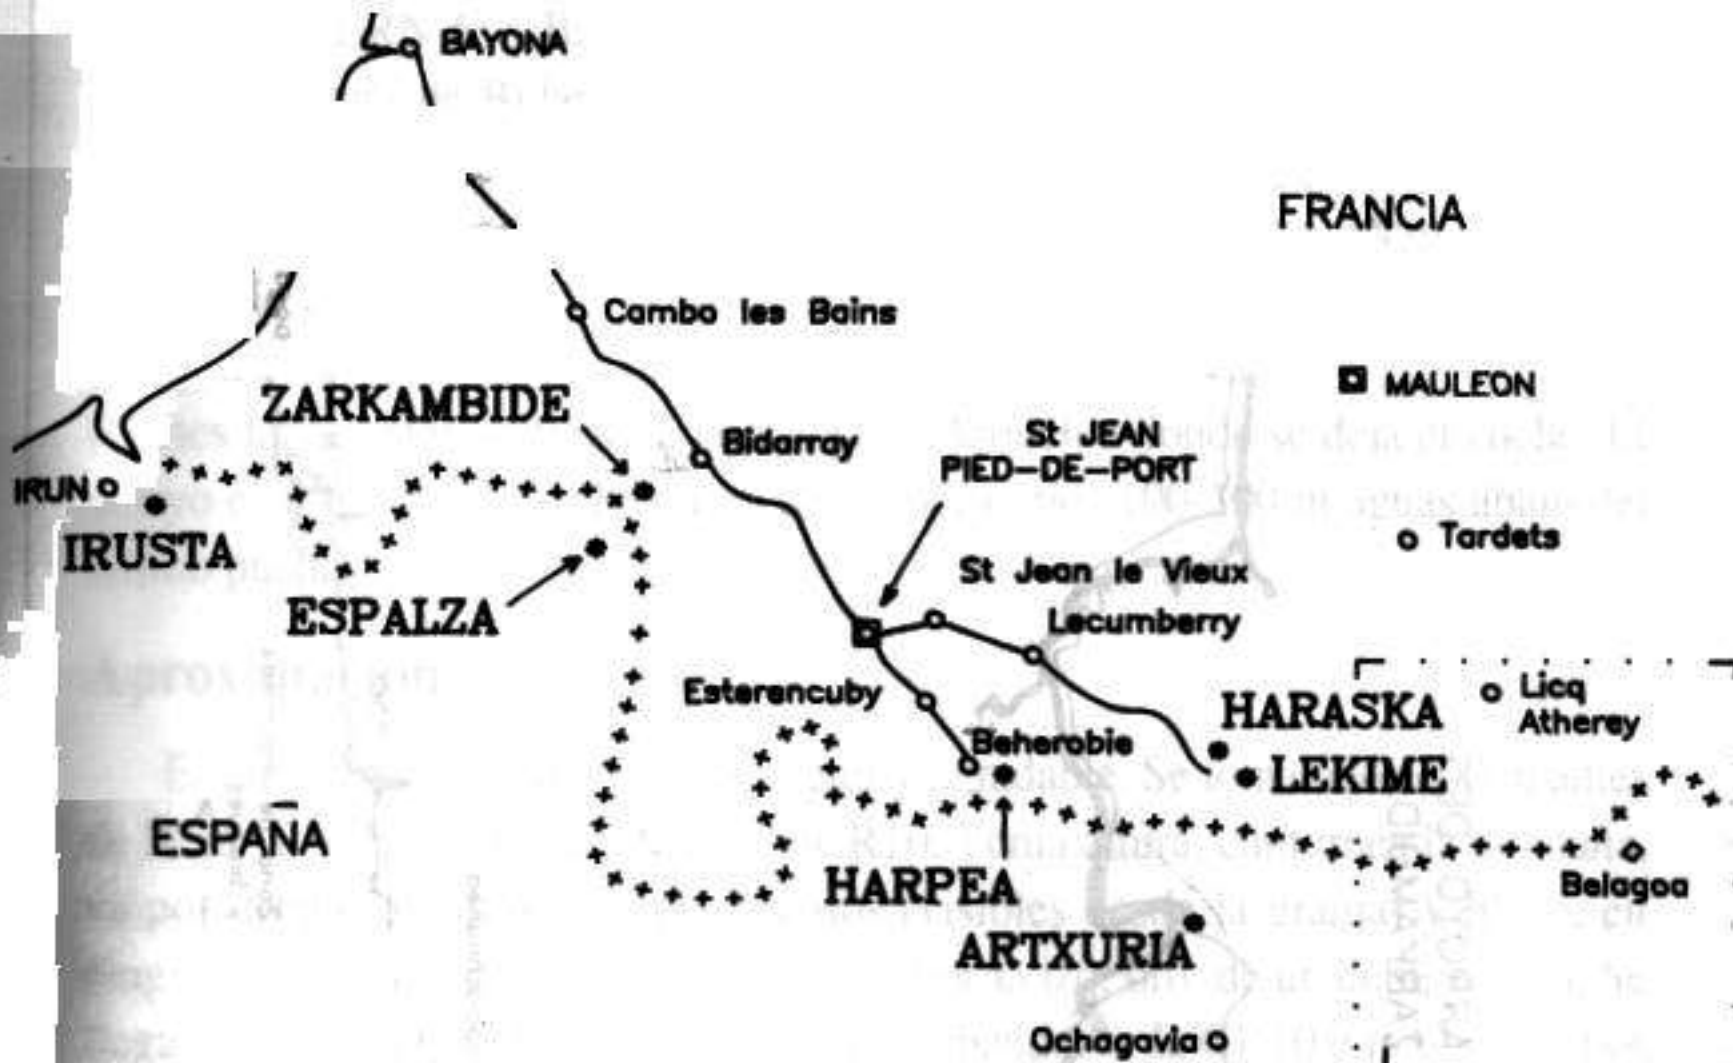 BAYONA
FRANCIA
Cambo les Bains
ZARKAMBIDE
MAULEON
Bidarray
St JEAN
PIED-DE-PORT
IRUN
Tardets
IRUSTA
St Jean le Vieux
ESPALZA
Lecumberry
Esterencuby
HARASKA
Licq
Atherey
Beherobie
LEKIME
ESPAÑA
HARPEA
Belagoa
ARTXURIA
Ochagavia